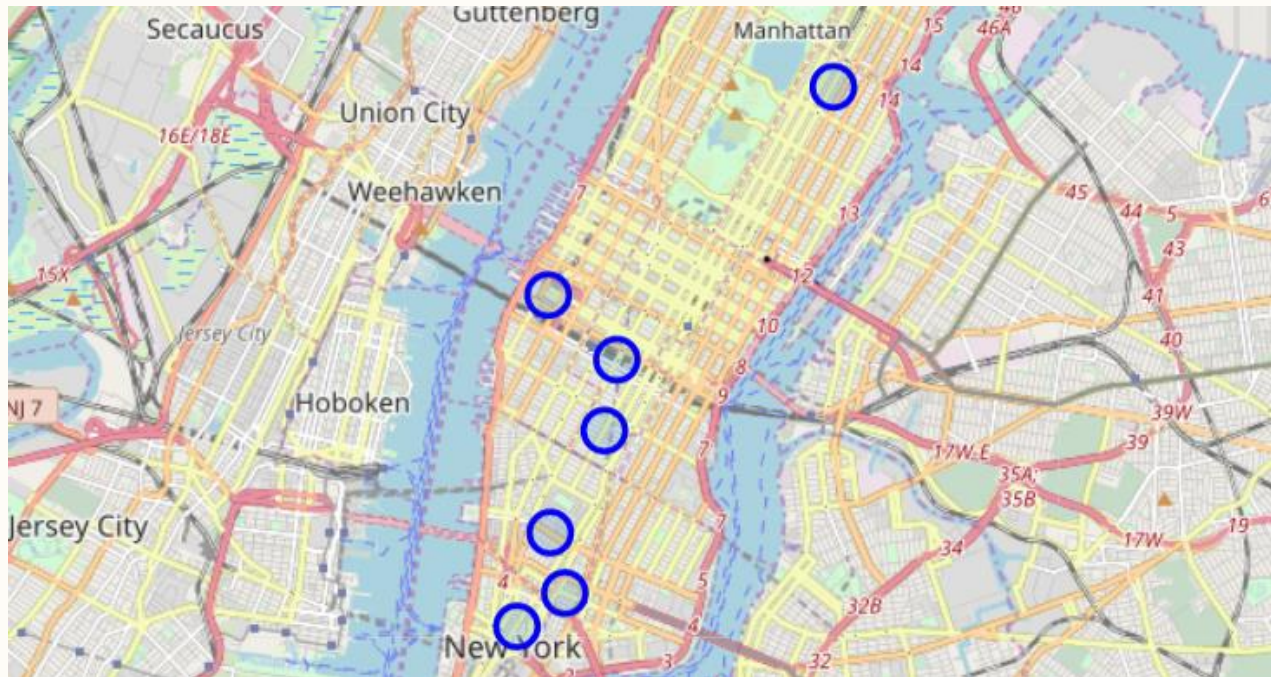 Guttenberg
Secaucus
Manhattan
15
46
46A
14
14
Union City
16E/18E
Weehawken
7
45
44
5
6
13
43
15X
12
41
Jersey City
10
40
8
Hoboken
9
NJ 7
39W
39
7
17W,E
35A;
35B
Jersey City
7
19
17W
34
4
5
32B
4
New York
3
32
2